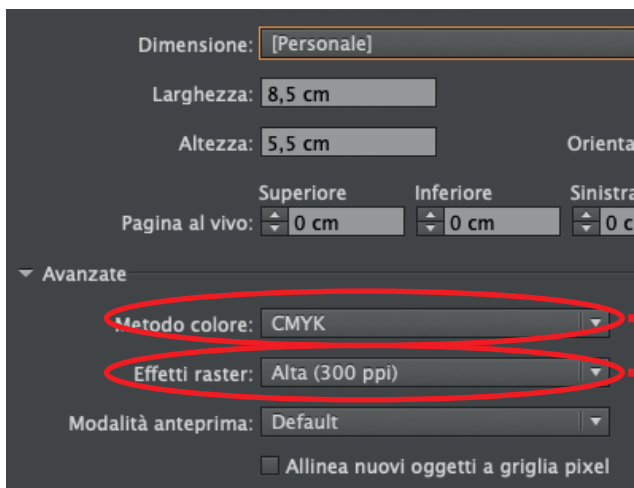 Dimensione: [Personale]
Larghezza: 8,5 cm
Altezza: 5,5 cm Orienta
Superiore Inferiore Sinistra
Pagina al vivo: 0 cm 0 cm 0 c
Avanzate
Metodo colore: CMYK
Effetti raster: Alta (300 ppi)
Modalità anteprima: Default
Allinea nuovi oggetti a griglia pixel